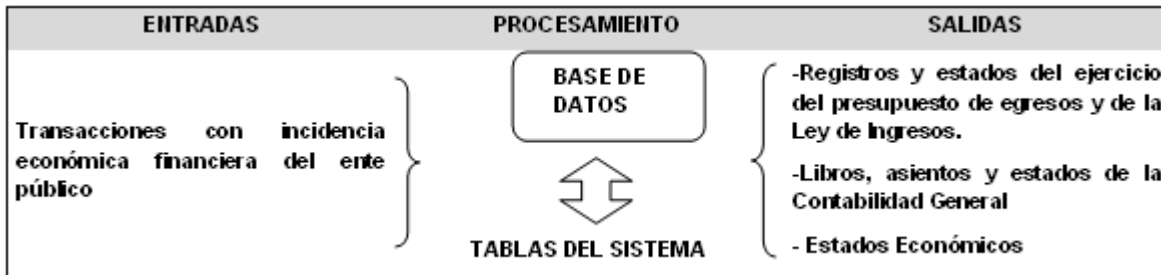 ENTRADAS PROCESAMIENTO SALIDAS
Transacciones con incidencia
económica financiera del ente
público
BASE DE
DATOS
TABLAS DEL SISTEMA
-Registros y estados del ejercicio
del presupuesto de egresos y de la
Ley de Ingresos.
-Libros, asientos y estados de la
Contabilidad General
- Estados Económicos